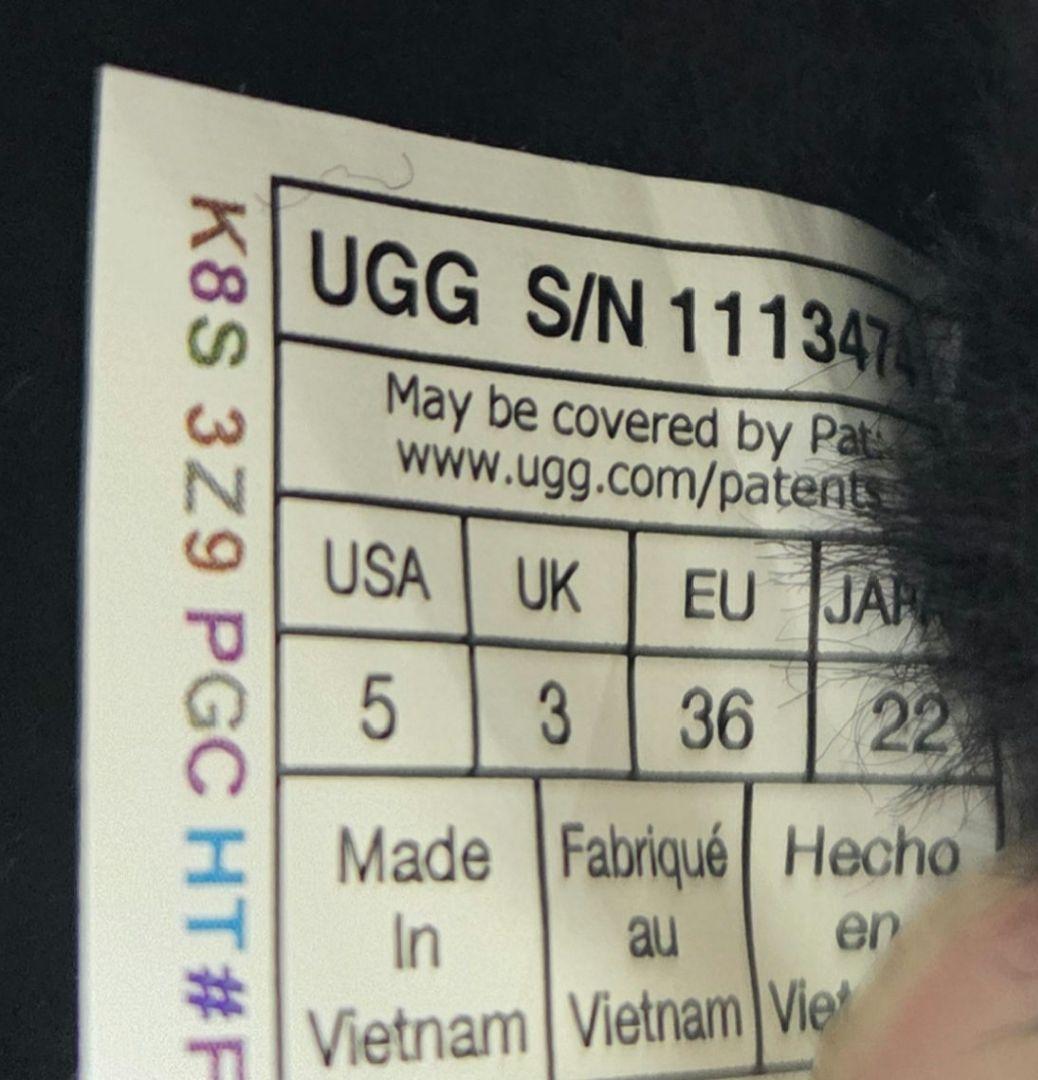 K8S 3Z9 PGC HT#F
UGG S/N 111347
May be covered by
www.ugg.com/patents
USA UK EU
5 3 36 22
Made Fabriqué Hecho
In au en
Vietnam Vietnam